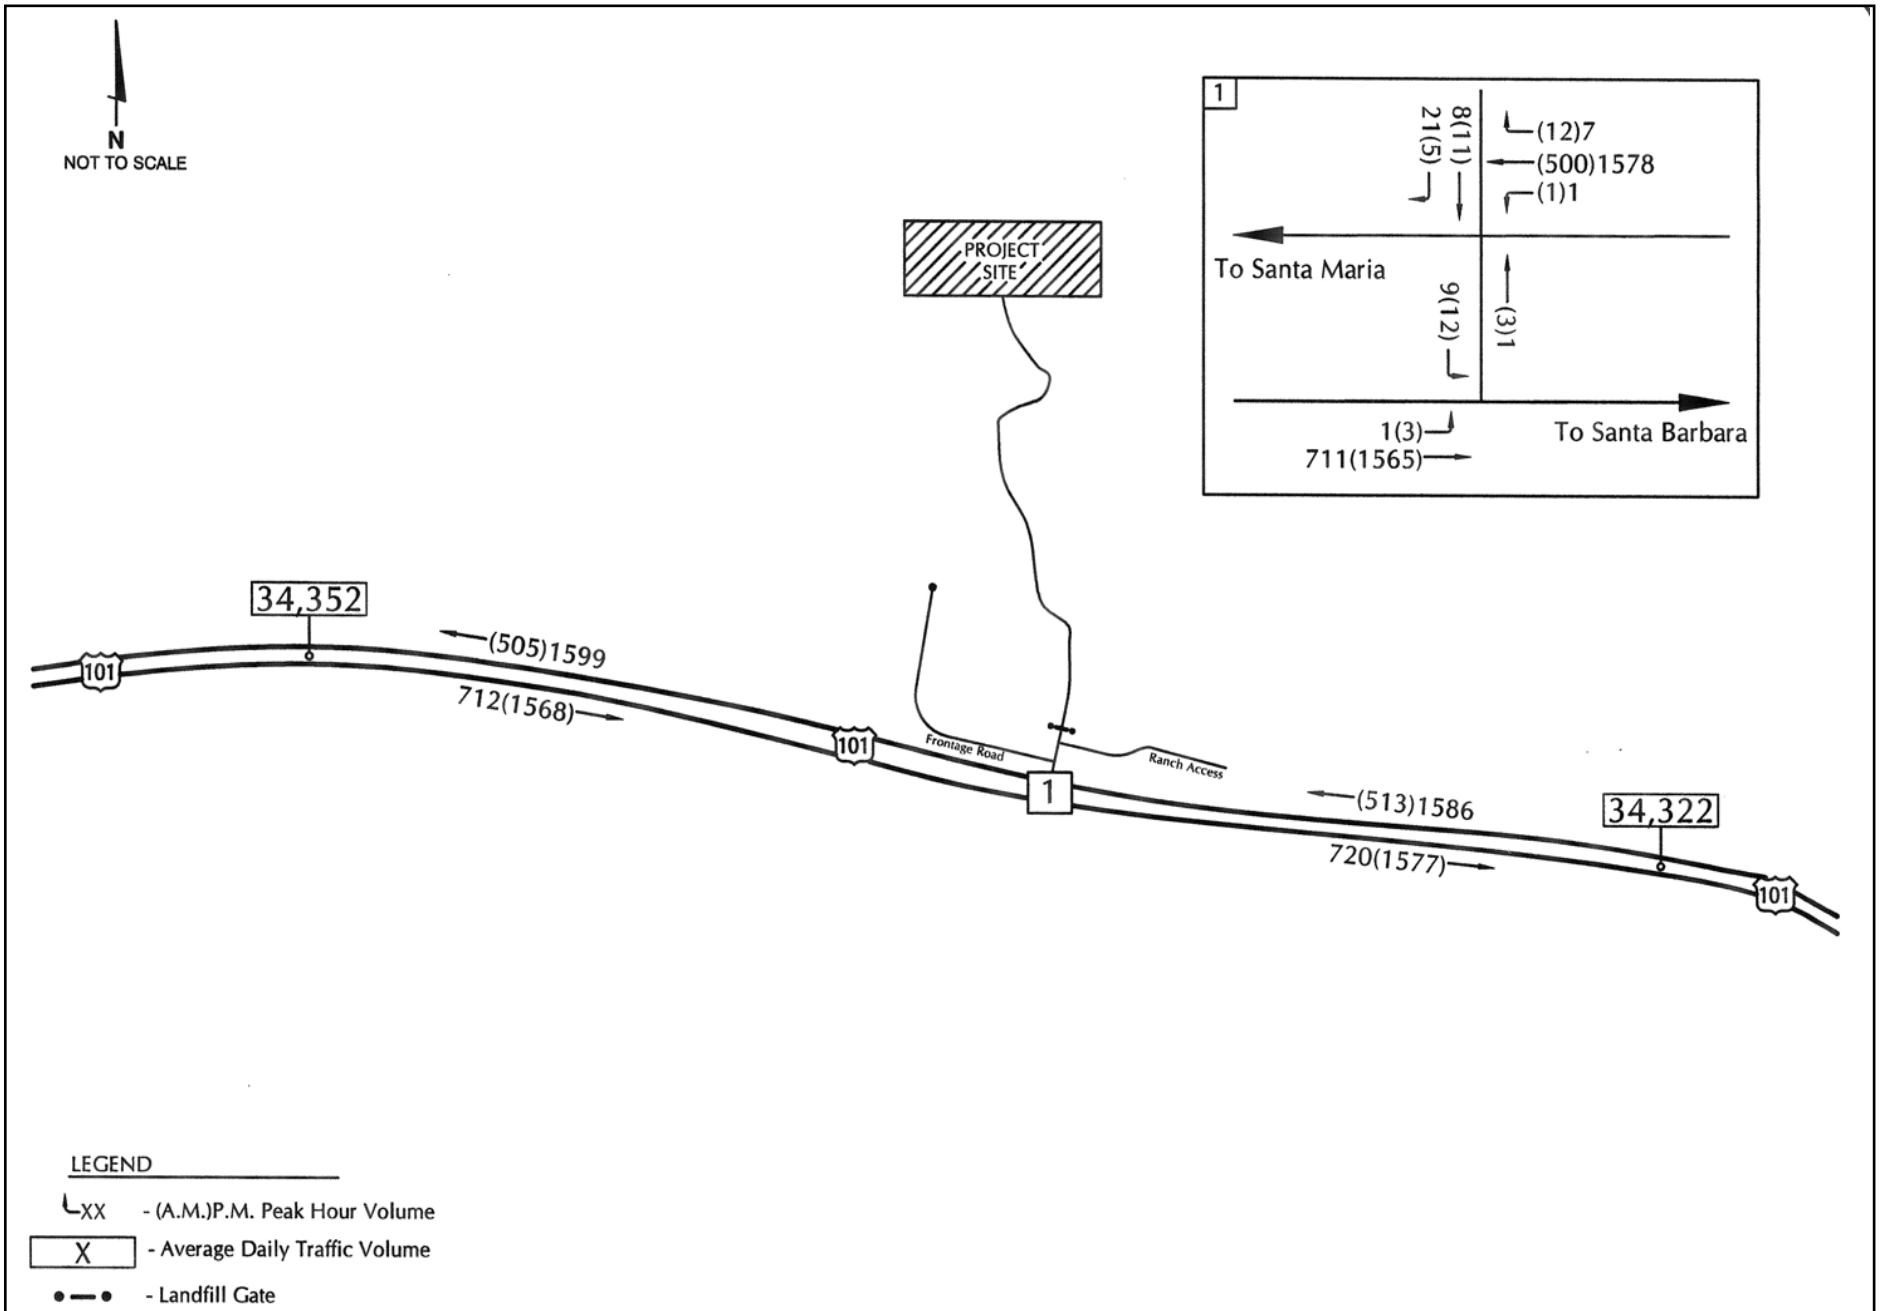 N
NOT TO SCALE
1
8(11)
21(5)
(12)7
(500)1578
(1)1
To Santa Maria
9(12)
(3)1
1(3)
To Santa Barbara
711(1565)
PROJECT
SITE
34,352
(505)1599
101
712(1568)
101
Frontage Road
Ranch Access
1
(513)1586
34,322
720(1577)
101
LEGEND
XX - (A.M.)P.M. Peak Hour Volume
X - Average Daily Traffic Volume
- Landfill Gate